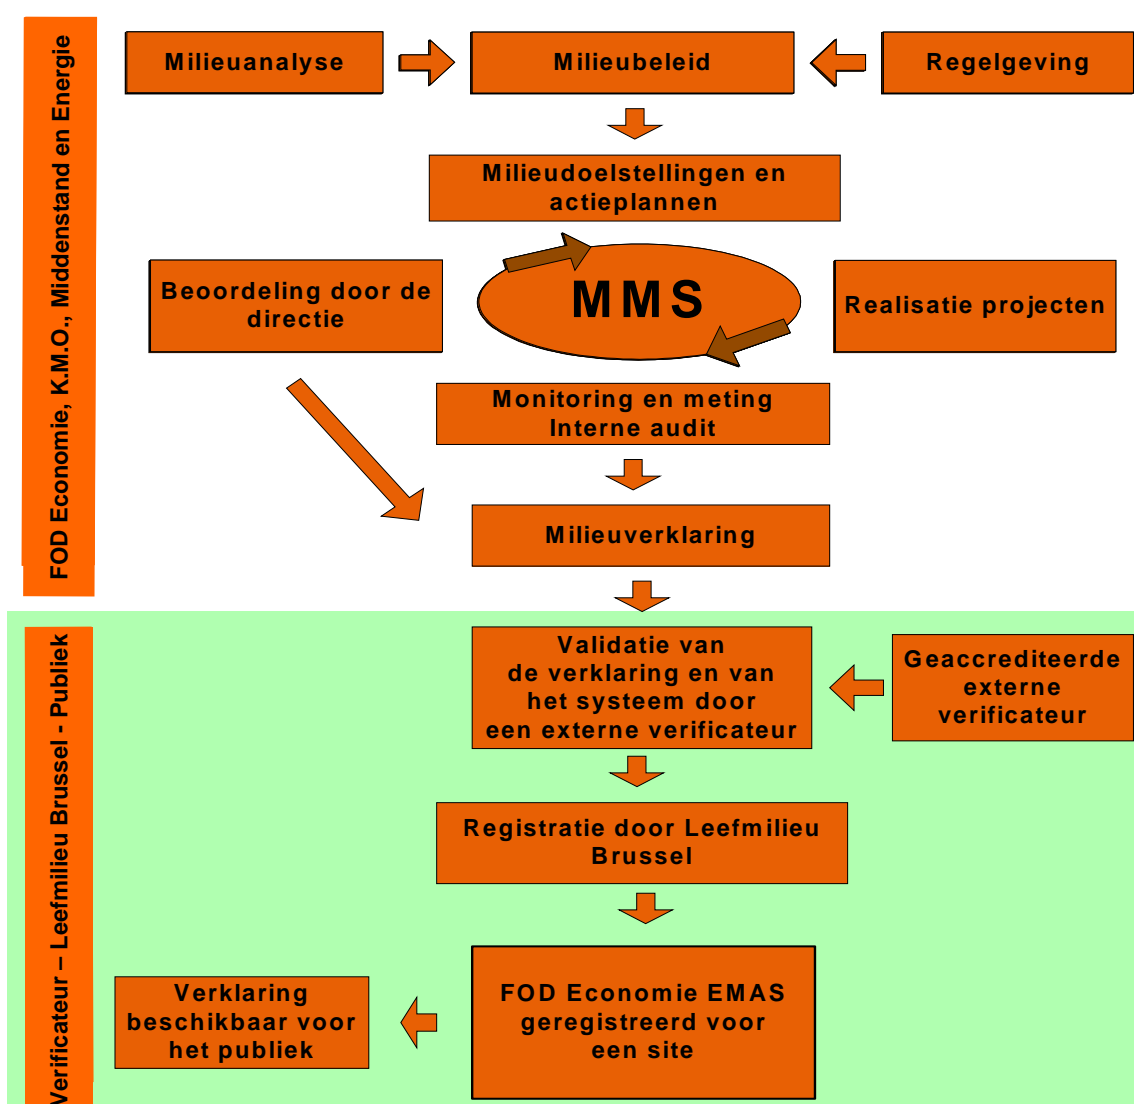 FOD Economie, K.M.O., Middenstand en Energie
Milieuanalyse
Milieubeleid
Regelgeving
Milieudoelstellingen en
actieplannen
Beoordeling door de
directie
MMS
Realisatie projecten
Monitoring en meting
Interne audit
Milieuverklaring
Verificateur – Leefmilieu Brussel - Publiek
Validatie van
de verklaring en van
het systeem door
een externe verificateur
Geaccrediteerde
externe
verificateur
Registratie door Leefmilieu
Brussel
Verklaring
beschikbaar voor
het publiek
FOD Economie EMAS
geregistreerd voor
een site